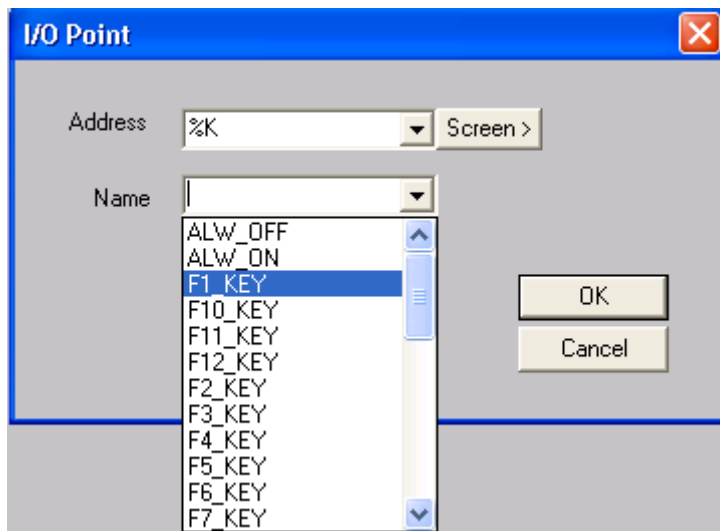 I/O Point
Address %K Screen >
Name
ALW_OFF
ALW_ON
F1_KEY
F10_KEY
F11_KEY
F12_KEY
F2_KEY
F3_KEY
F4_KEY
F5_KEY
F6_KEY
F7_KEY
OK
Cancel